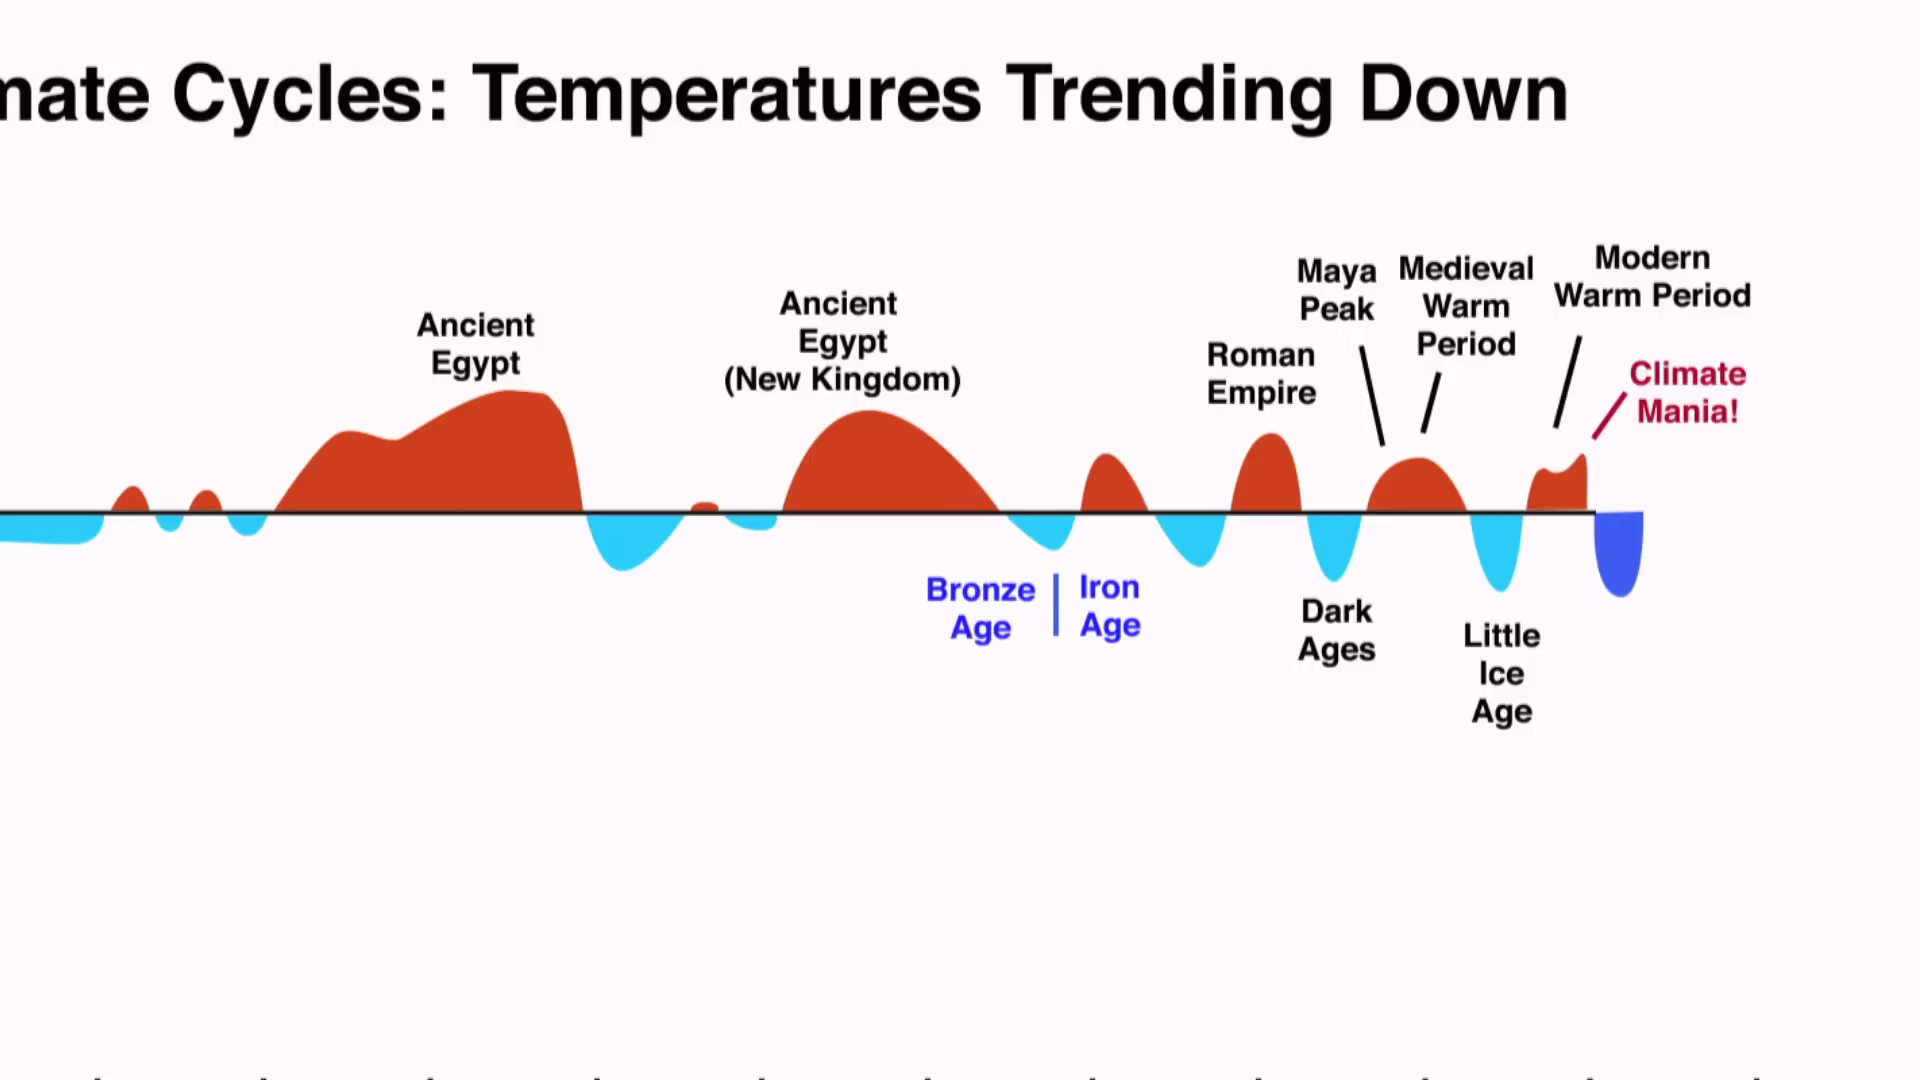 mate Cycles: Temperatures Trending Down
Ancient
Egypt
Ancient
Egypt
(New Kingdom)
Roman
Empire
Maya
Peak
Medieval
Warm
Period
Modern
Warm Period
Climate
Mania!
Bronze
Age
Iron
Age
Dark
Ages
Little
Ice
Age